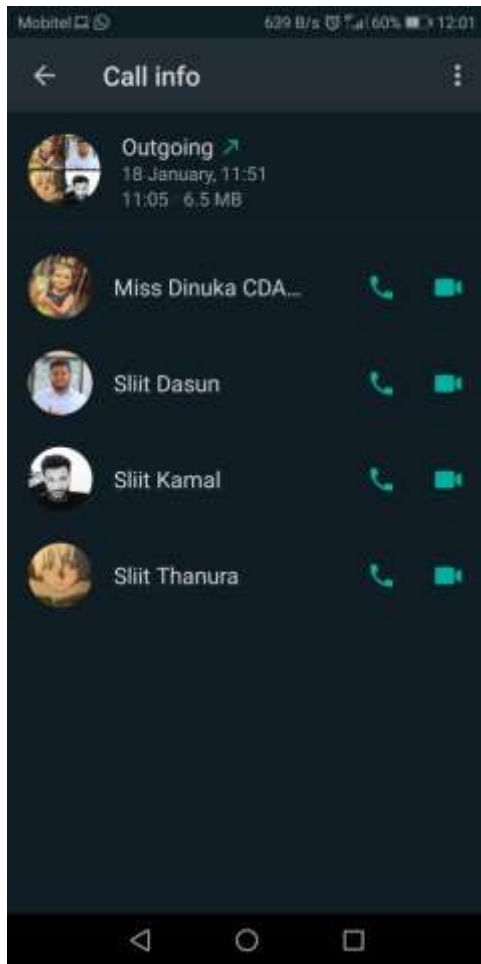 Mobitel 639 B/s 60% 12:01
Call info
Outgoing
18 January, 11:51
11:05 6.5 MB
Miss Dinuka CDA...
Sliit Dasun
Sliit Kamal
Sliit Thanura